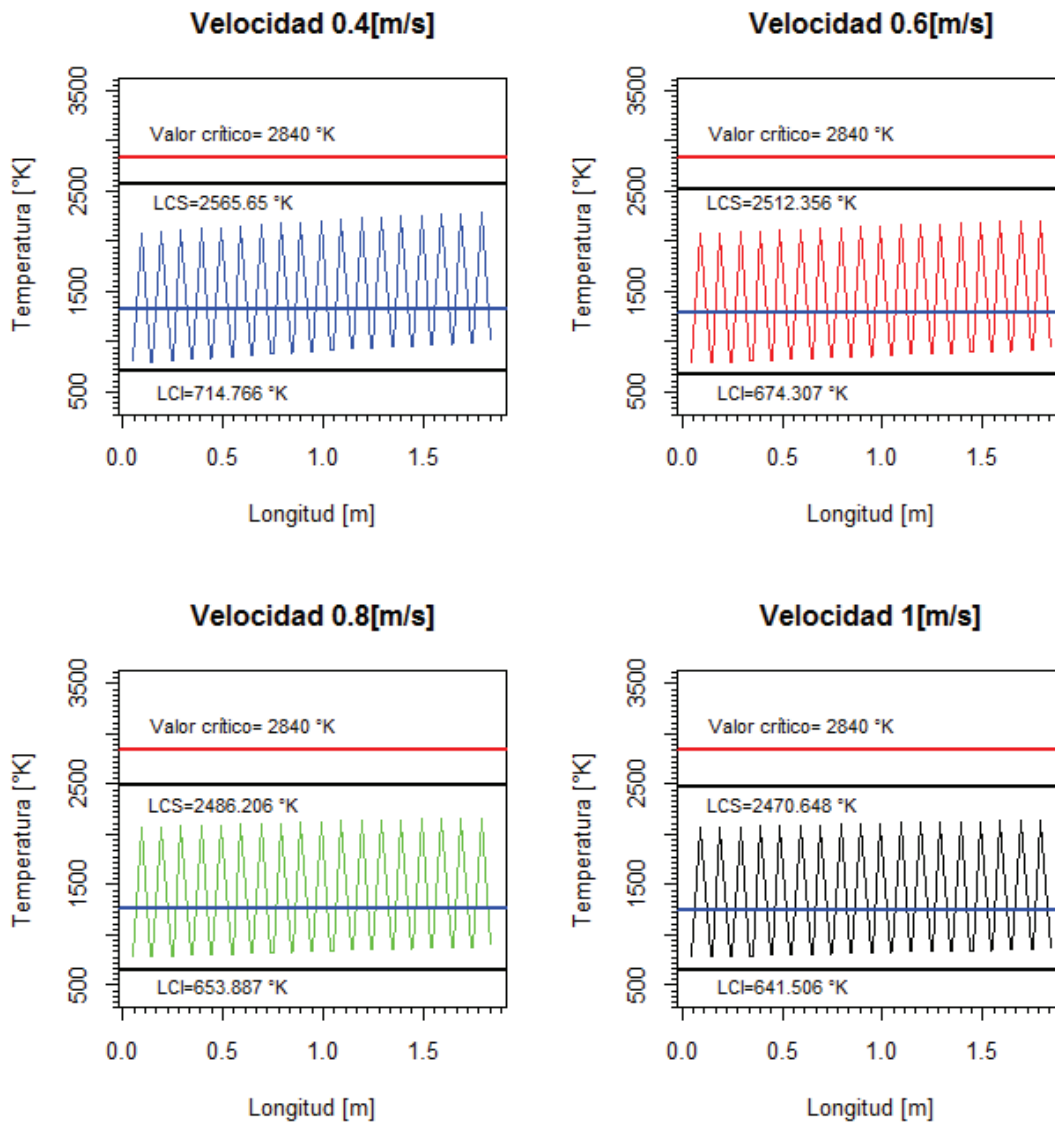 Velocidad 0.4[m/s]
Temperatura [°K]
3500
2500
1500
500
Valor crítico= 2840 °K
LCS=2565.65 °K
LCI=714.766 °K
0.0 0.5 1.0 1.5
Longitud [m]
Velocidad 0.6[m/s]
Temperatura [°K]
3500
2500
1500
500
Valor crítico= 2840 °K
LCS=2512.356 °K
LCI=674.307 °K
0.0 0.5 1.0 1.5
Longitud [m]
Velocidad 0.8[m/s]
Temperatura [°K]
3500
2500
1500
500
Valor crítico= 2840 °K
LCS=2486.206 °K
LCI=653.887 °K
0.0 0.5 1.0 1.5
Longitud [m]
Velocidad 1[m/s]
Temperatura [°K]
3500
2500
1500
500
Valor crítico= 2840 °K
LCS=2470.648 °K
LCI=641.506 °K
0.0 0.5 1.0 1.5
Longitud [m]